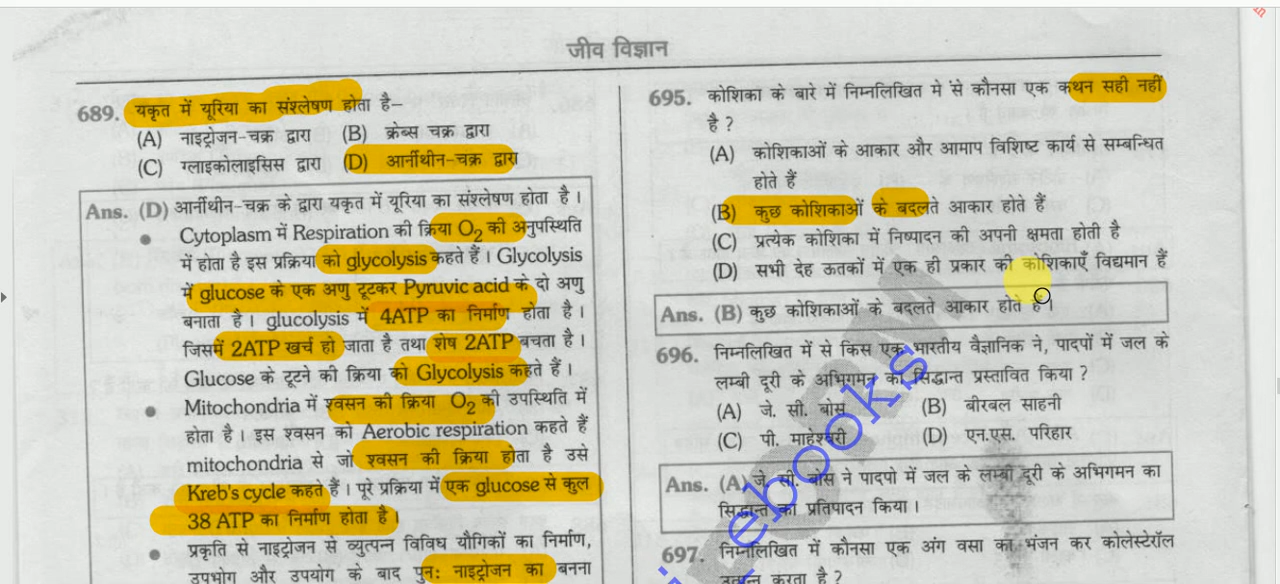 जीव विज्ञान
689. यकृत में यूरिया का संश्लेषण होता है–
(A) नाइट्रोजन-चक्र द्वारा (B) क्रेब्स चक्र द्वारा
(C) ग्लाइकोलाइसिस द्वारा (D) आर्नीथीन-चक्र द्वारा
Ans. (D) आर्नीथीन-चक्र के द्वारा यकृत में यूरिया का संश्लेषण होता है।
● Cytoplasm में Respiration की क्रिया O₂ की अनुपस्थिति
में होता है इस प्रक्रिया को glycolysis कहते हैं। Glycolysis
में glucose के एक अणु टूटकर Pyruvic acid के दो अणु
बनाता है। glucolysis में 4ATP का निर्माण होता है।
जिसमें 2ATP खर्च हो जाता है तथा शेष 2ATP बचता है।
Glucose के टूटने की क्रिया को Glycolysis कहते हैं।
● Mitochondria में श्वसन की क्रिया O₂ की उपस्थिति में
होता है। इस श्वसन को Aerobic respiration कहते हैं
mitochondria से जो श्वसन की क्रिया होता है उसे
Kreb's cycle कहते हैं। पूरे प्रक्रिया में एक glucose से कुल
38 ATP का निर्माण होता है।
● प्रकृति से नाइट्रोजन से व्युत्पन्न विविध यौगिकों का निर्माण,
उपभोग और उपयोग के बाद पुन: नाइट्रोजन का बनना
695. कोशिका के बारे में निम्नलिखित मे से कौनसा एक कथन सही नहीं
है ?
(A) कोशिकाओं के आकार और आमाप विशिष्ट कार्य से सम्बन्धित
होते हैं
(B) कुछ कोशिकाओं के बदलते आकार होते हैं
(C) प्रत्येक कोशिका में निष्पादन की अपनी क्षमता होती है
(D) सभी देह ऊतकों में एक ही प्रकार की कोशिकाएँ विद्यमान हैं
Ans. (B) कुछ कोशिकाओं के बदलते आकार होते हैं।
696. निम्नलिखित में से किस एक भारतीय वैज्ञानिक ने, पादपों में जल के
लम्बी दूरी के अभिगमन का सिद्धान्त प्रस्तावित किया ?
(A) जे. सी. बोस (B) बीरबल साहनी
(C) पी. माहेश्वरी (D) एन.एस. परिहार
Ans. (A) जे. सी. बोस ने पादपो में जल के लम्बी दूरी के अभिगमन का
सिद्धान्त का प्रतिपादन किया।
697. निम्नलिखित में कौनसा एक अंग वसा का भंजन कर कोलेस्टेरॉल
उत्पन्न करता है ?
ebooks